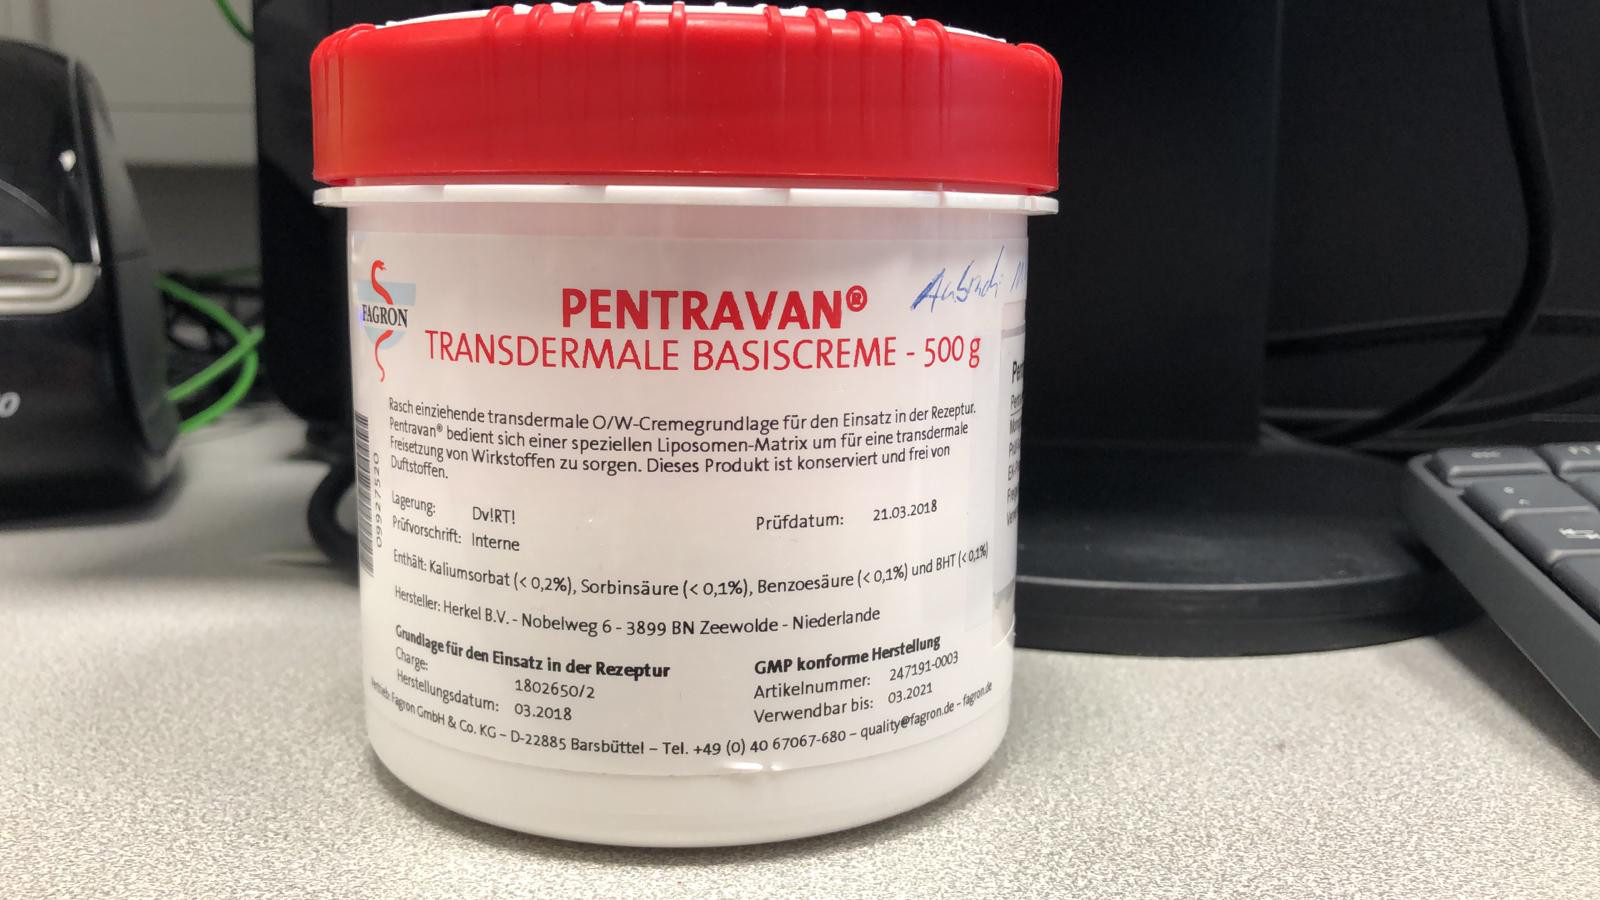 FAGRON
PENTRAVAN®
TRANSDERMALE BASISCREME - 500 g
Rasch einziehende transdermale O/W-Cremegrundlage für den Einsatz in der Rezeptur.
Pentravan® bedient sich einer speziellen Liposomen-Matrix um für eine transdermale
Freisetzung von Wirkstoffen zu sorgen. Dieses Produkt ist konserviert und frei von
Duftstoffen.
Lagerung: Dv!RT!
Prüfdatum: 21.03.2018
Prüfvorschrift: Interne
Enthält: Kaliumsorbat (< 0,2%), Sorbinsäure (< 0,1%), Benzoesäure (< 0,1%) und BHT (< 0,1%)
Hersteller: Herkel B.V. - Nobelweg 6 - 3899 BN Zeewolde - Niederlande
Grundlage für den Einsatz in der Rezeptur
Charge: 1802650/2
Herstellungsdatum: 03.2018
GMP konforme Herstellung
Artikelnummer: 247191-0003
Verwendbar bis: 03.2021
Vertrieb: Fagron GmbH & Co. KG – D-22885 Barsbüttel – Tel. +49 (0) 40 67067-680 – quality@fagron.de – fagron.de
09927520